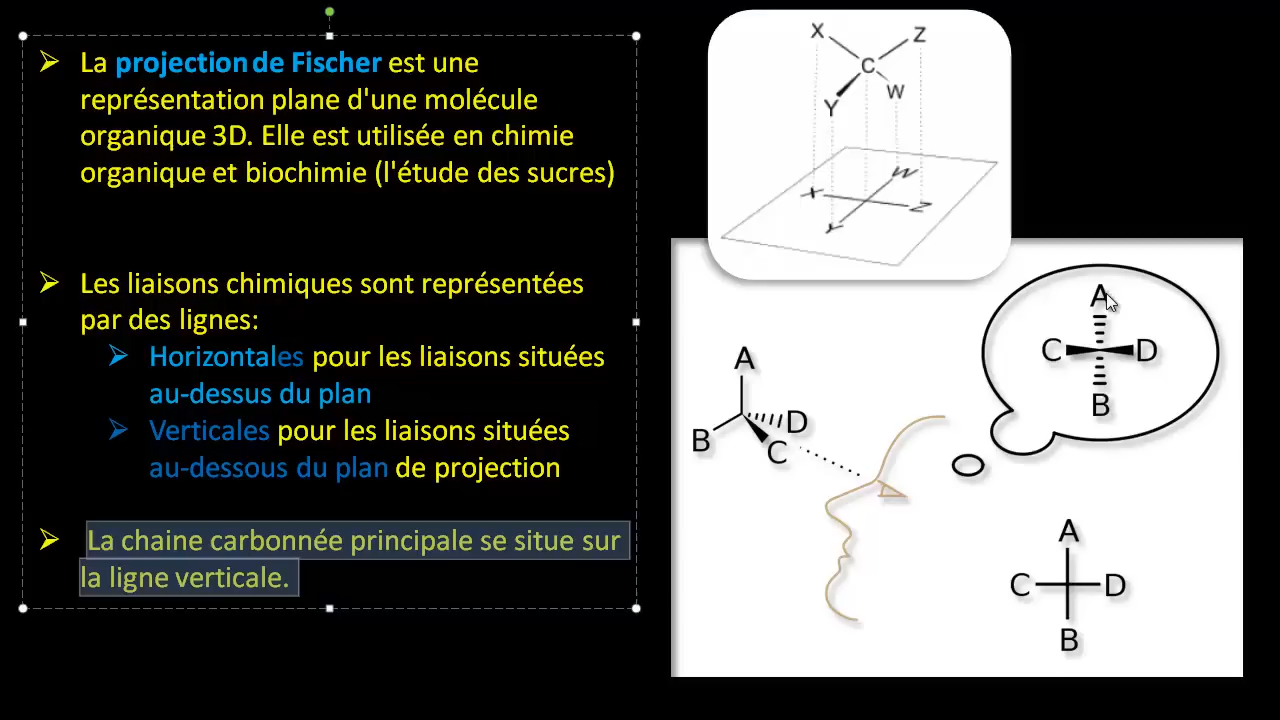 La projection de Fischer est une
représentation plane d'une molécule
organique 3D. Elle est utilisée en chimie
organique et biochimie (l'étude des sucres)
Les liaisons chimiques sont représentées
par des lignes:
Horizontales pour les liaisons situées
au-dessus du plan
Verticales pour les liaisons situées
au-dessous du plan de projection
La chaine carbonnée principale se situe sur
la ligne verticale.
X Z
C
W
Y
W
X Z
Y
A
D
B
C
A
C D
B
A
C D
B